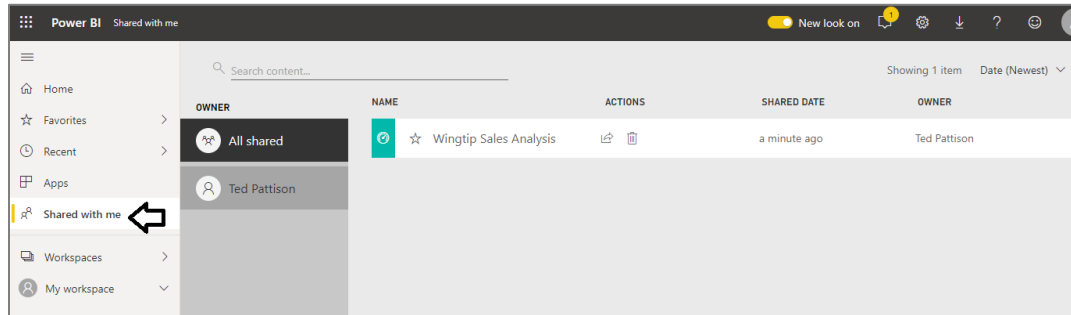 Power BI Shared with me New look on 1 ?
Search content... Showing 1 item Date (Newest)
Home
Favorites
Recent
Apps
Shared with me
Workspaces
My workspace
OWNER
All shared
Ted Pattison
NAME ACTIONS SHARED DATE OWNER
Wingtip Sales Analysis a minute ago Ted Pattison